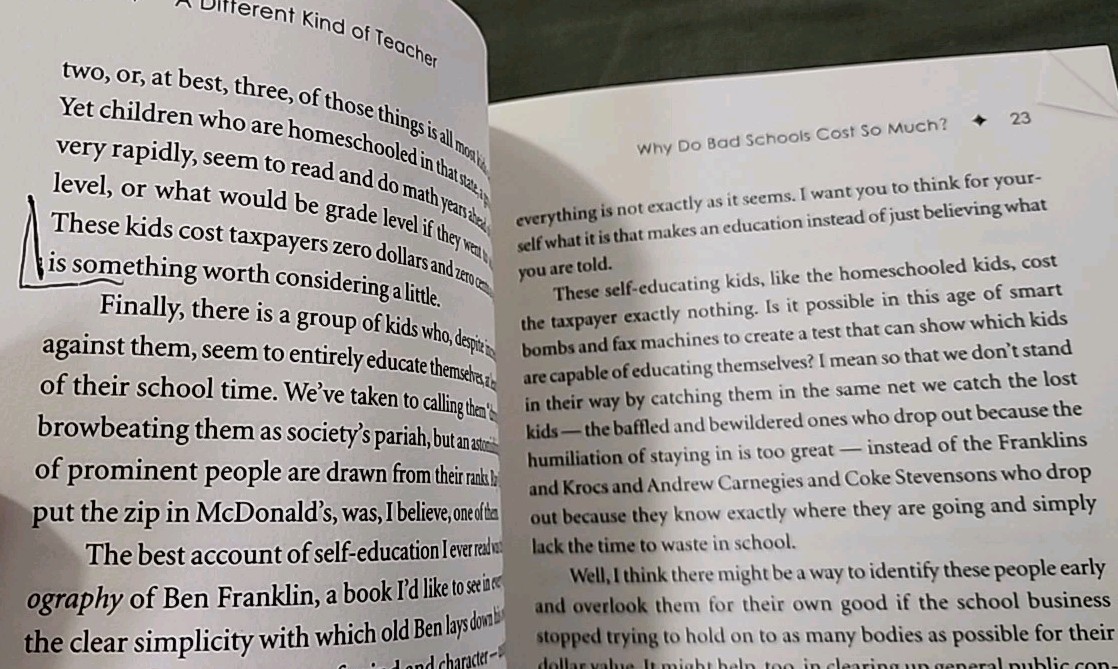 A Different Kind of Teacher
two, or, at best, three, of those things is all most
Yet children who are homeschooled in that state,
very rapidly, seem to read and do math years
level, or what would be grade level if they went
These kids cost taxpayers zero dollars and zero
is something worth considering a little.
Finally, there is a group of kids who, despite
against them, seem to entirely educate themselves,
of their school time. We've taken to calling them
browbeating them as society's pariah, but an
of prominent people are drawn from their ranks.
put the zip in McDonald's, was, I believe, one of them
The best account of self-education I ever read
ography of Ben Franklin, a book I'd like to see in
the clear simplicity with which old Ben lays down
and character—
Why Do Bad Schools Cost So Much? ✦ 23
everything is not exactly as it seems. I want you to think for your-
self what it is that makes an education instead of just believing what
you are told.
These self-educating kids, like the homeschooled kids, cost
the taxpayer exactly nothing. Is it possible in this age of smart
bombs and fax machines to create a test that can show which kids
are capable of educating themselves? I mean so that we don't stand
in their way by catching them in the same net we catch the lost
kids — the baffled and bewildered ones who drop out because the
humiliation of staying in is too great — instead of the Franklins
and Krocs and Andrew Carnegies and Coke Stevensons who drop
out because they know exactly where they are going and simply
lack the time to waste in school.
Well, I think there might be a way to identify these people early
and overlook them for their own good if the school business
stopped trying to hold on to as many bodies as possible for their
dollar value. It might help, too, in clearing up general public